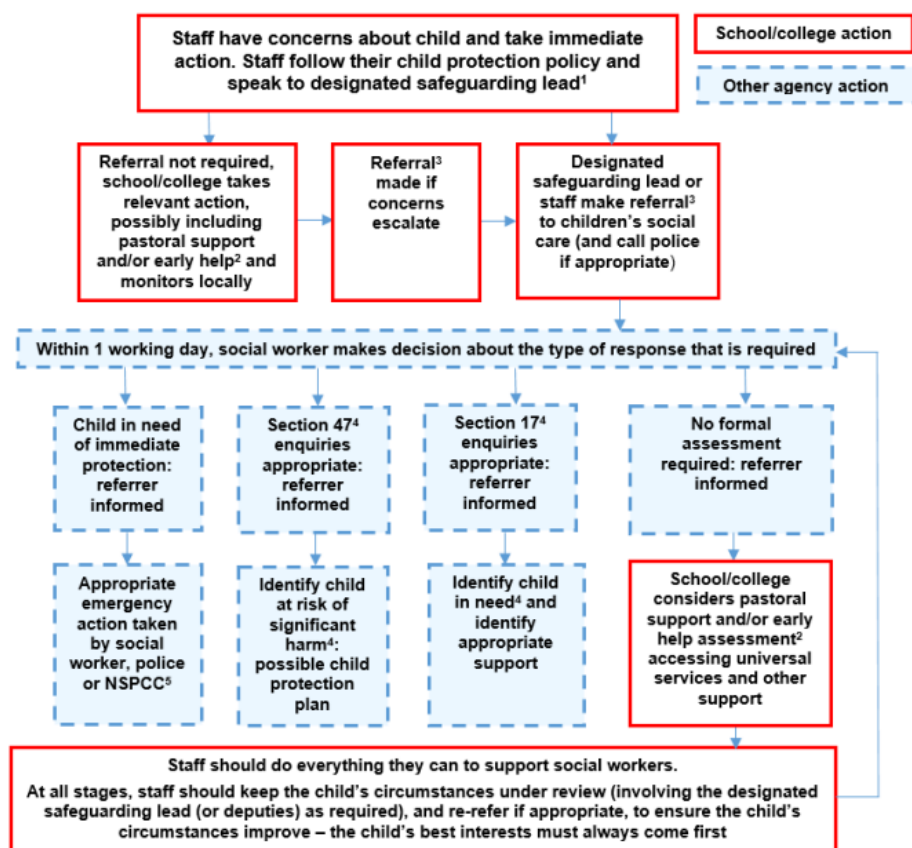 Staff have concerns about child and take immediate
action. Staff follow their child protection policy and
speak to designated safeguarding lead¹
School/college action
Other agency action
Referral not required,
school/college takes
relevant action,
possibly including
pastoral support
and/or early help² and
monitors locally
Referral³
made if
concerns
escalate
Designated
safeguarding lead or
staff make referral³
to children’s social
care (and call police
if appropriate)
Within 1 working day, social worker makes decision about the type of response that is required
Child in need
of immediate
protection:
referrer
informed
Section 47⁴
enquiries
appropriate:
referrer
informed
Section 17⁴
enquiries
appropriate:
referrer
informed
No formal
assessment
required: referrer
informed
Appropriate
emergency
action taken
by social
worker, police
or NSPCC⁵
Identify child
at risk of
significant
harm⁴:
possible child
protection
plan
Identify child
in need⁴ and
identify
appropriate
support
School/college
considers pastoral
support and/or early
help assessment²
accessing universal
services and other
support
Staff should do everything they can to support social workers.
At all stages, staff should keep the child’s circumstances under review (involving the designated
safeguarding lead (or deputies) as required), and re-refer if appropriate, to ensure the child’s
circumstances improve – the child’s best interests must always come first